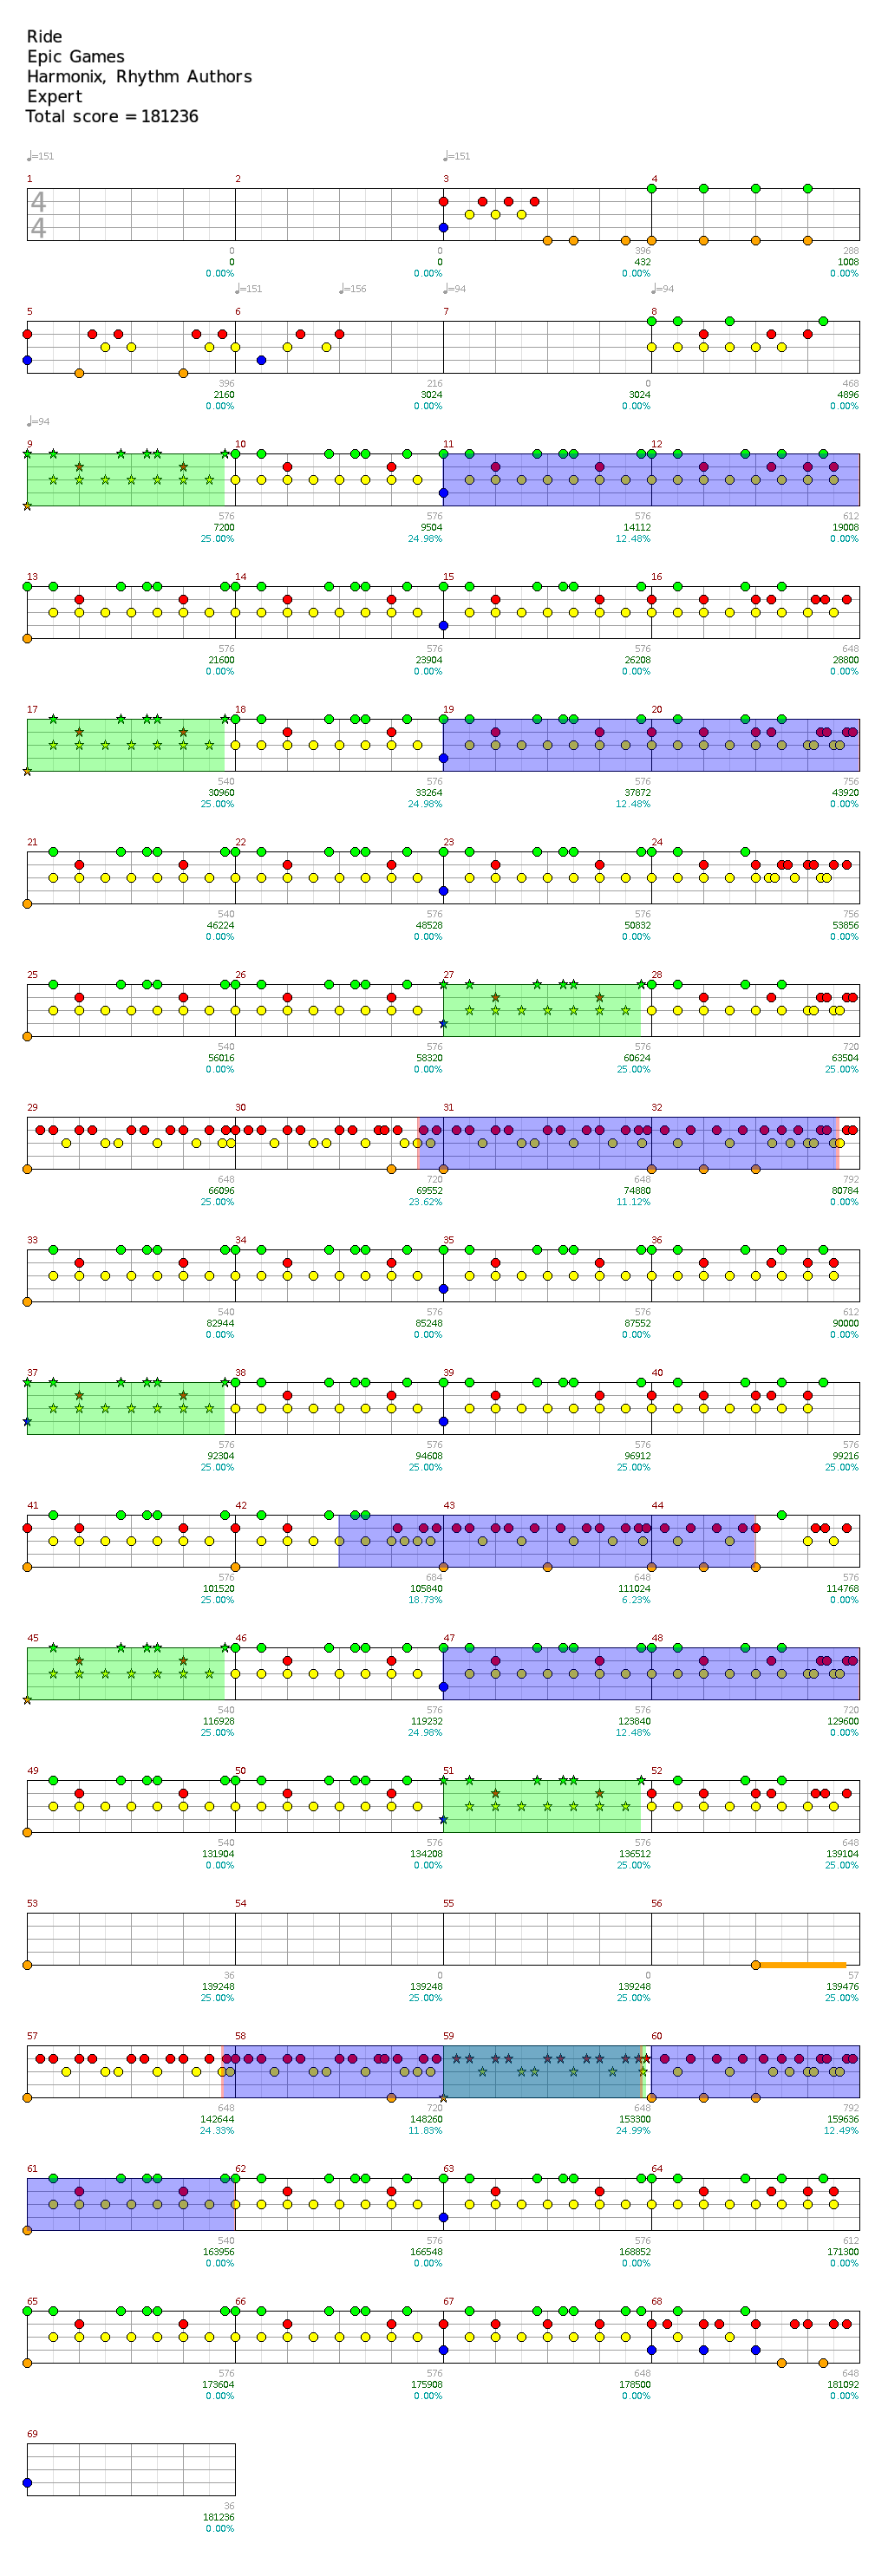 Ride
Epic Games
Harmonix, Rhythm Authors
Expert
Total score = 181236
♩=151 ♩=151
1 2 3 4
4
4
0 0 396 288
0 0 432 1008
0.00% 0.00% 0.00% 0.00%
♩=151 ♩=156 ♩=94 ♩=94
5 6 7 8
396 216 0 468
2160 3024 3024 4896
0.00% 0.00% 0.00% 0.00%
♩=94
9 10 11 12
576 576 576 612
7200 9504 14112 19008
25.00% 24.98% 12.48% 0.00%
13 14 15 16
576 576 576 648
21600 23904 26208 28800
0.00% 0.00% 0.00% 0.00%
17 18 19 20
540 576 576 756
30960 33264 37872 43920
25.00% 24.98% 12.48% 0.00%
21 22 23 24
540 576 576 756
46224 48528 50832 53856
0.00% 0.00% 0.00% 0.00%
25 26 27 28
540 576 576 720
56016 58320 60624 63504
0.00% 0.00% 25.00% 25.00%
29 30 31 32
648 720 648 792
66096 69552 74880 80784
25.00% 23.62% 11.12% 0.00%
33 34 35 36
540 576 576 612
82944 85248 87552 90000
0.00% 0.00% 0.00% 0.00%
37 38 39 40
576 576 576 576
92304 94608 96912 99216
25.00% 25.00% 25.00% 25.00%
41 42 43 44
576 684 648 576
101520 105840 111024 114768
25.00% 18.73% 6.23% 0.00%
45 46 47 48
540 576 576 720
116928 119232 123840 129600
25.00% 24.98% 12.48% 0.00%
49 50 51 52
540 576 576 648
131904 134208 136512 139104
0.00% 0.00% 25.00% 25.00%
53 54 55 56
36 0 0 57
139248 139248 139248 139476
25.00% 25.00% 25.00% 25.00%
57 58 59 60
648 720 648 792
142644 148260 153300 159636
24.33% 11.83% 24.99% 12.49%
61 62 63 64
540 576 576 612
163956 166548 168852 171300
0.00% 0.00% 0.00% 0.00%
65 66 67 68
576 576 648 648
173604 175908 178500 181092
0.00% 0.00% 0.00% 0.00%
69
36
181236
0.00%